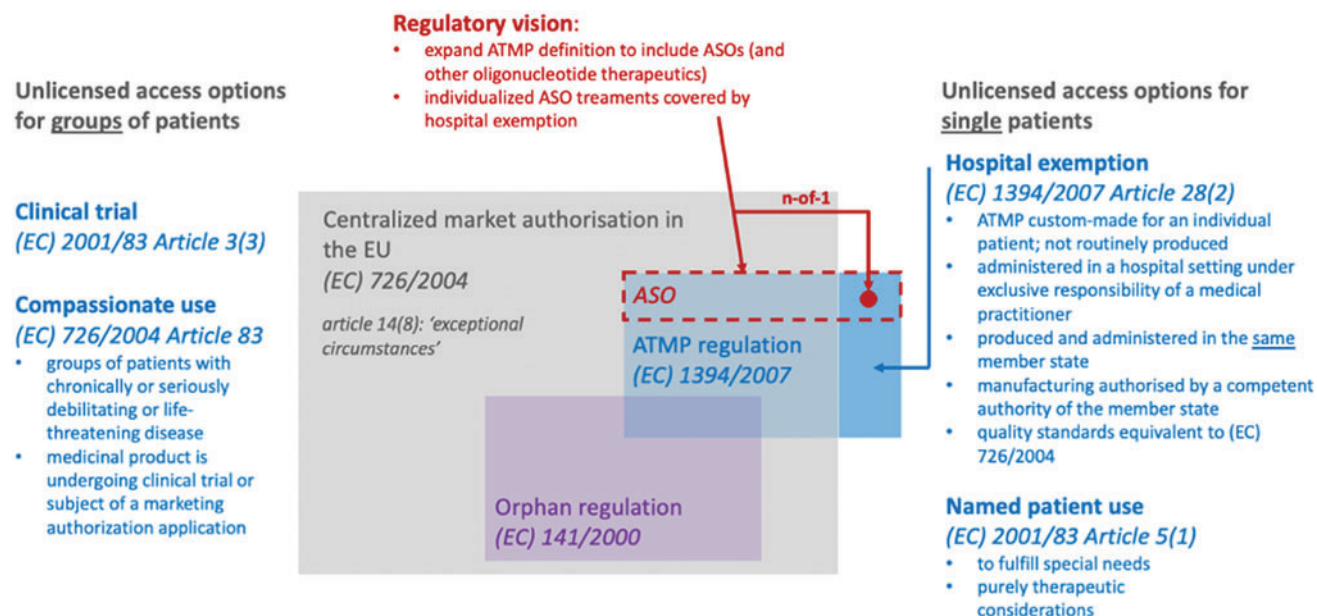 Regulatory vision:
• expand ATMP definition to include ASOs (and
other oligonucleotide therapeutics)
• individualized ASO treaments covered by
hospital exemption
Unlicensed access options
for groups of patients
Clinical trial
(EC) 2001/83 Article 3(3)
Compassionate use
(EC) 726/2004 Article 83
• groups of patients with
chronically or seriously
debilitating or life-
threatening disease
• medicinal product is
undergoing clinical trial or
subject of a marketing
authorization application
Centralized market authorisation in
the EU
(EC) 726/2004
article 14(8): ‘exceptional
circumstances’
n-of-1
ASO
ATMP regulation
(EC) 1394/2007
Orphan regulation
(EC) 141/2000
Unlicensed access options for
single patients
Hospital exemption
(EC) 1394/2007 Article 28(2)
• ATMP custom-made for an individual
patient; not routinely produced
• administered in a hospital setting under
exclusive responsibility of a medical
practitioner
• produced and administered in the same
member state
• manufacturing authorised by a competent
authority of the member state
• quality standards equivalent to (EC)
726/2004
Named patient use
(EC) 2001/83 Article 5(1)
• to fulfill special needs
• purely therapeutic
considerations